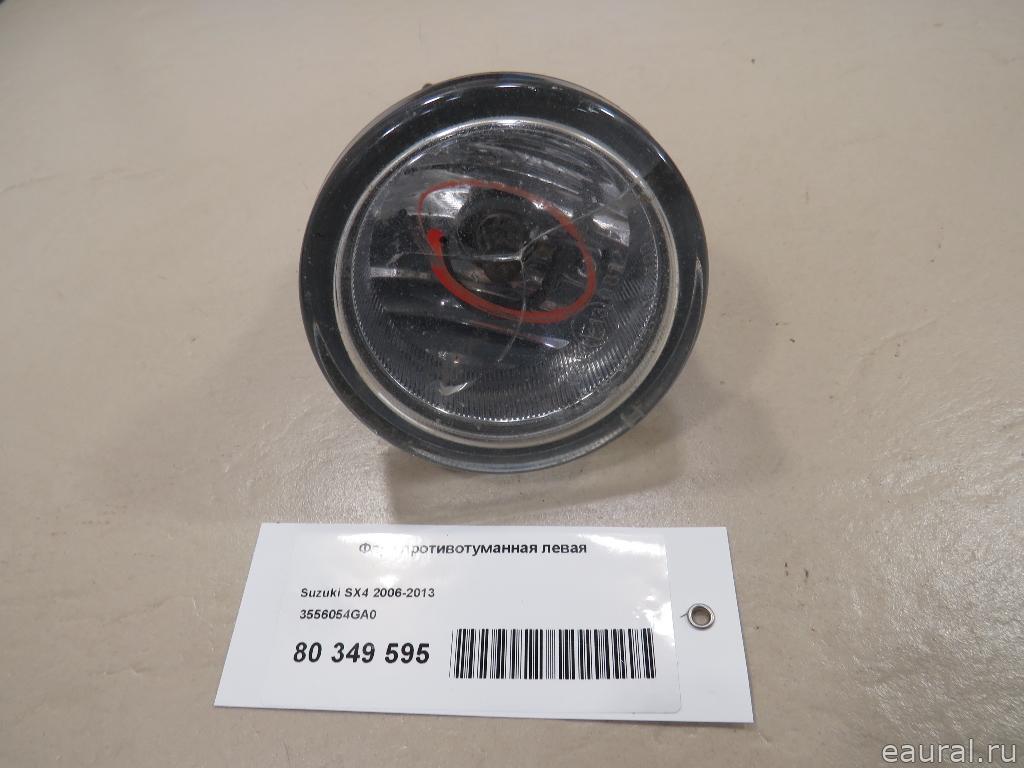 противотуманная левая
Suzuki SX4 2006-2013
3556054GA0
80 349 595
eaural.ru